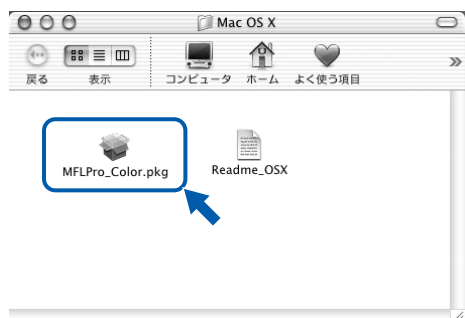 Mac OS X
戻る 表示 コンピュータ ホーム よく使う項目
MFLPro_Color.pkg Readme_OSX